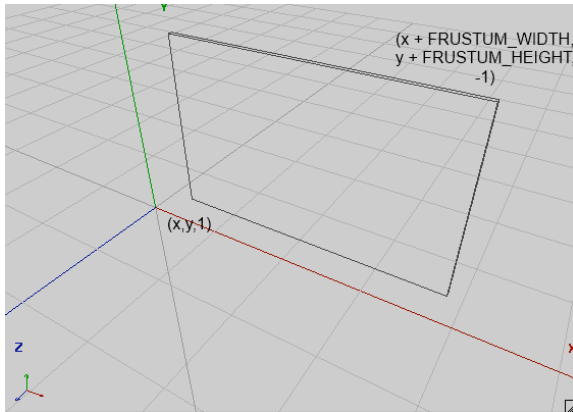 Y
(x + FRUSTUM_WIDTH,
y + FRUSTUM_HEIGHT,
-1)
(x,y,1)
Z
X